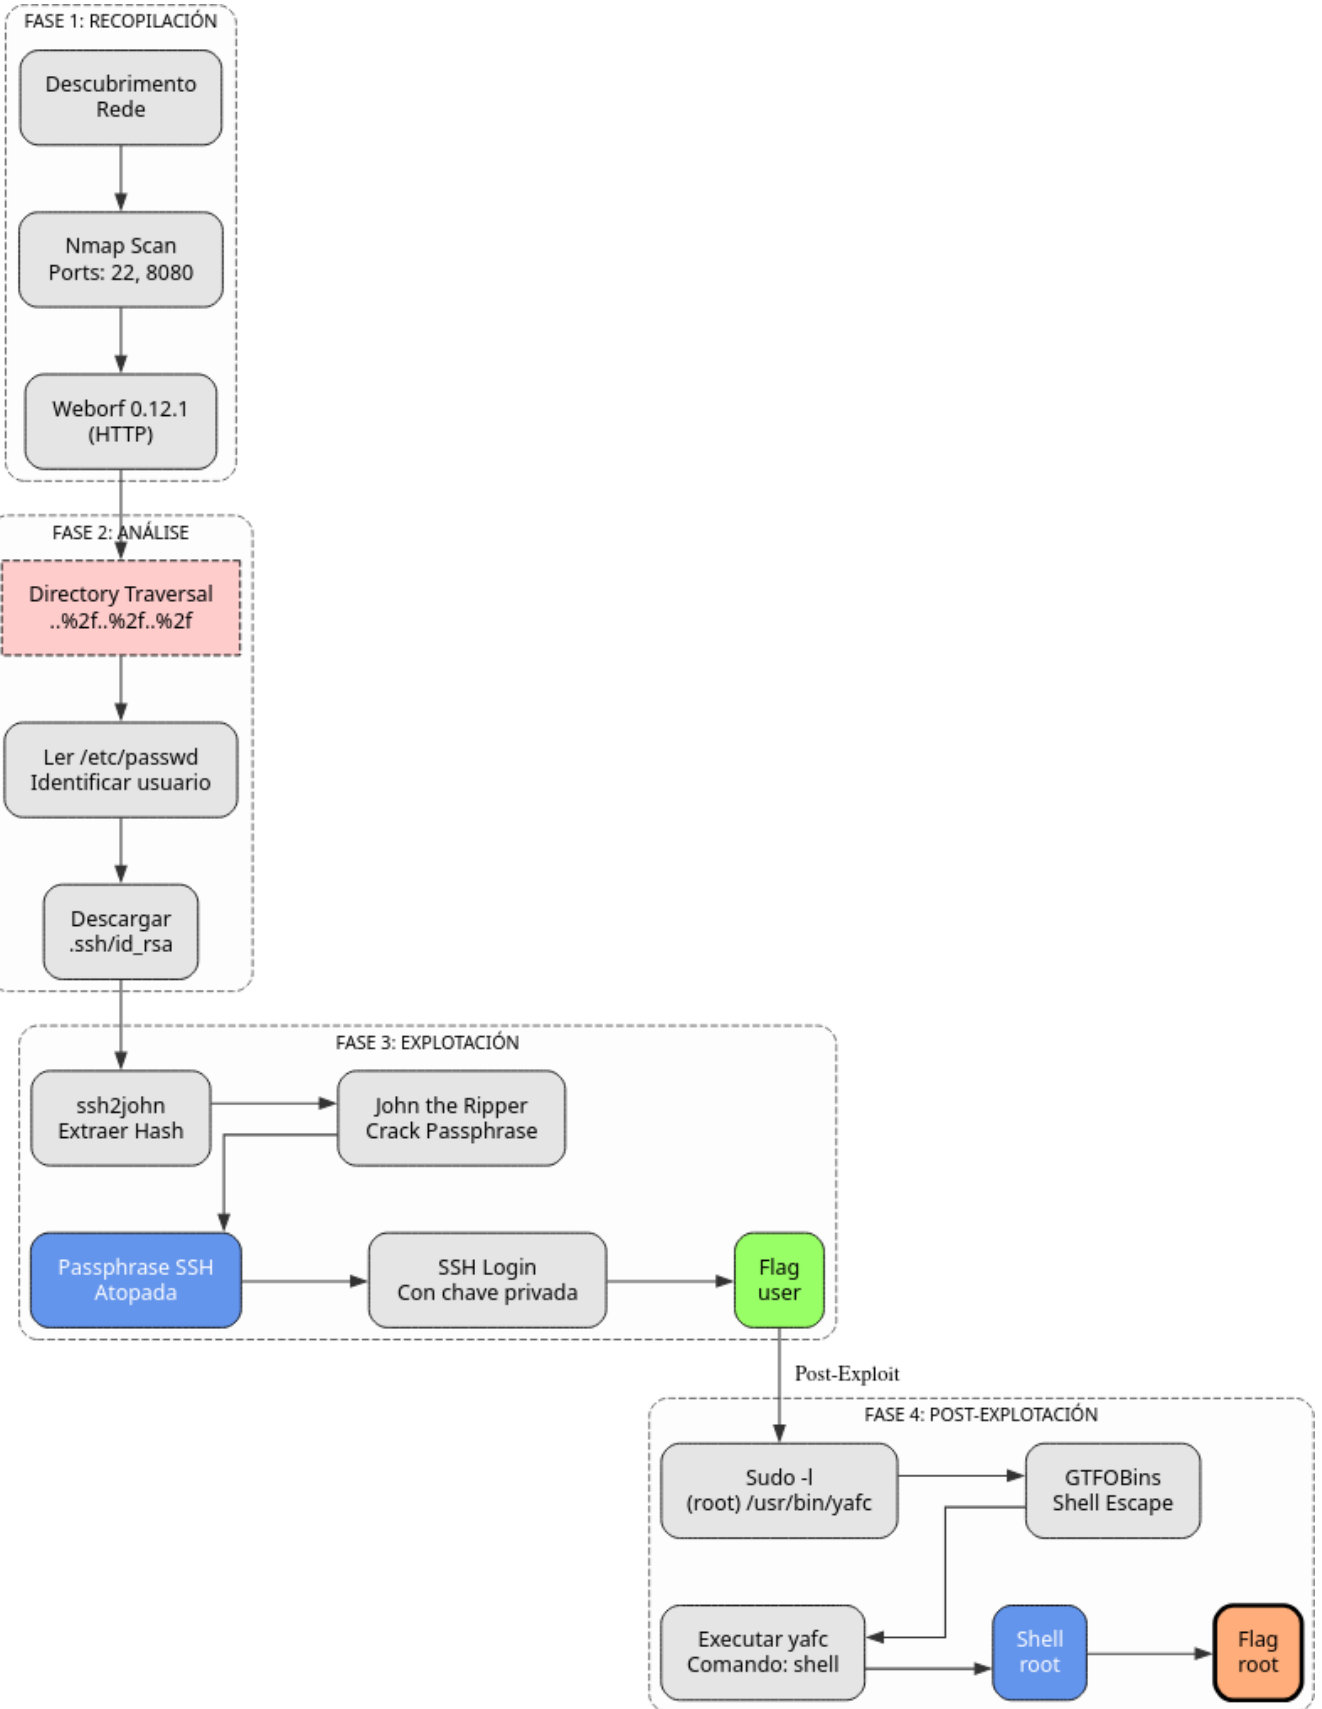 FASE 1: RECOPILACIÓN
Descubrimento
Rede
Nmap Scan
Ports: 22, 8080
Weborf 0.12.1
(HTTP)
FASE 2: ANÁLISE
Directory Traversal
..%2f..%2f..%2f
Ler /etc/passwd
Identificar usuario
Descargar
.ssh/id_rsa
FASE 3: EXPLOTACIÓN
ssh2john
Extraer Hash
John the Ripper
Crack Passphrase
Passphrase SSH
Atopada
SSH Login
Con chave privada
Flag
user
Post-Exploit
FASE 4: POST-EXPLOTACIÓN
Sudo -l
(root) /usr/bin/yafc
GTFOBins
Shell Escape
Executar yafc
Comando: shell
Shell
root
Flag
root